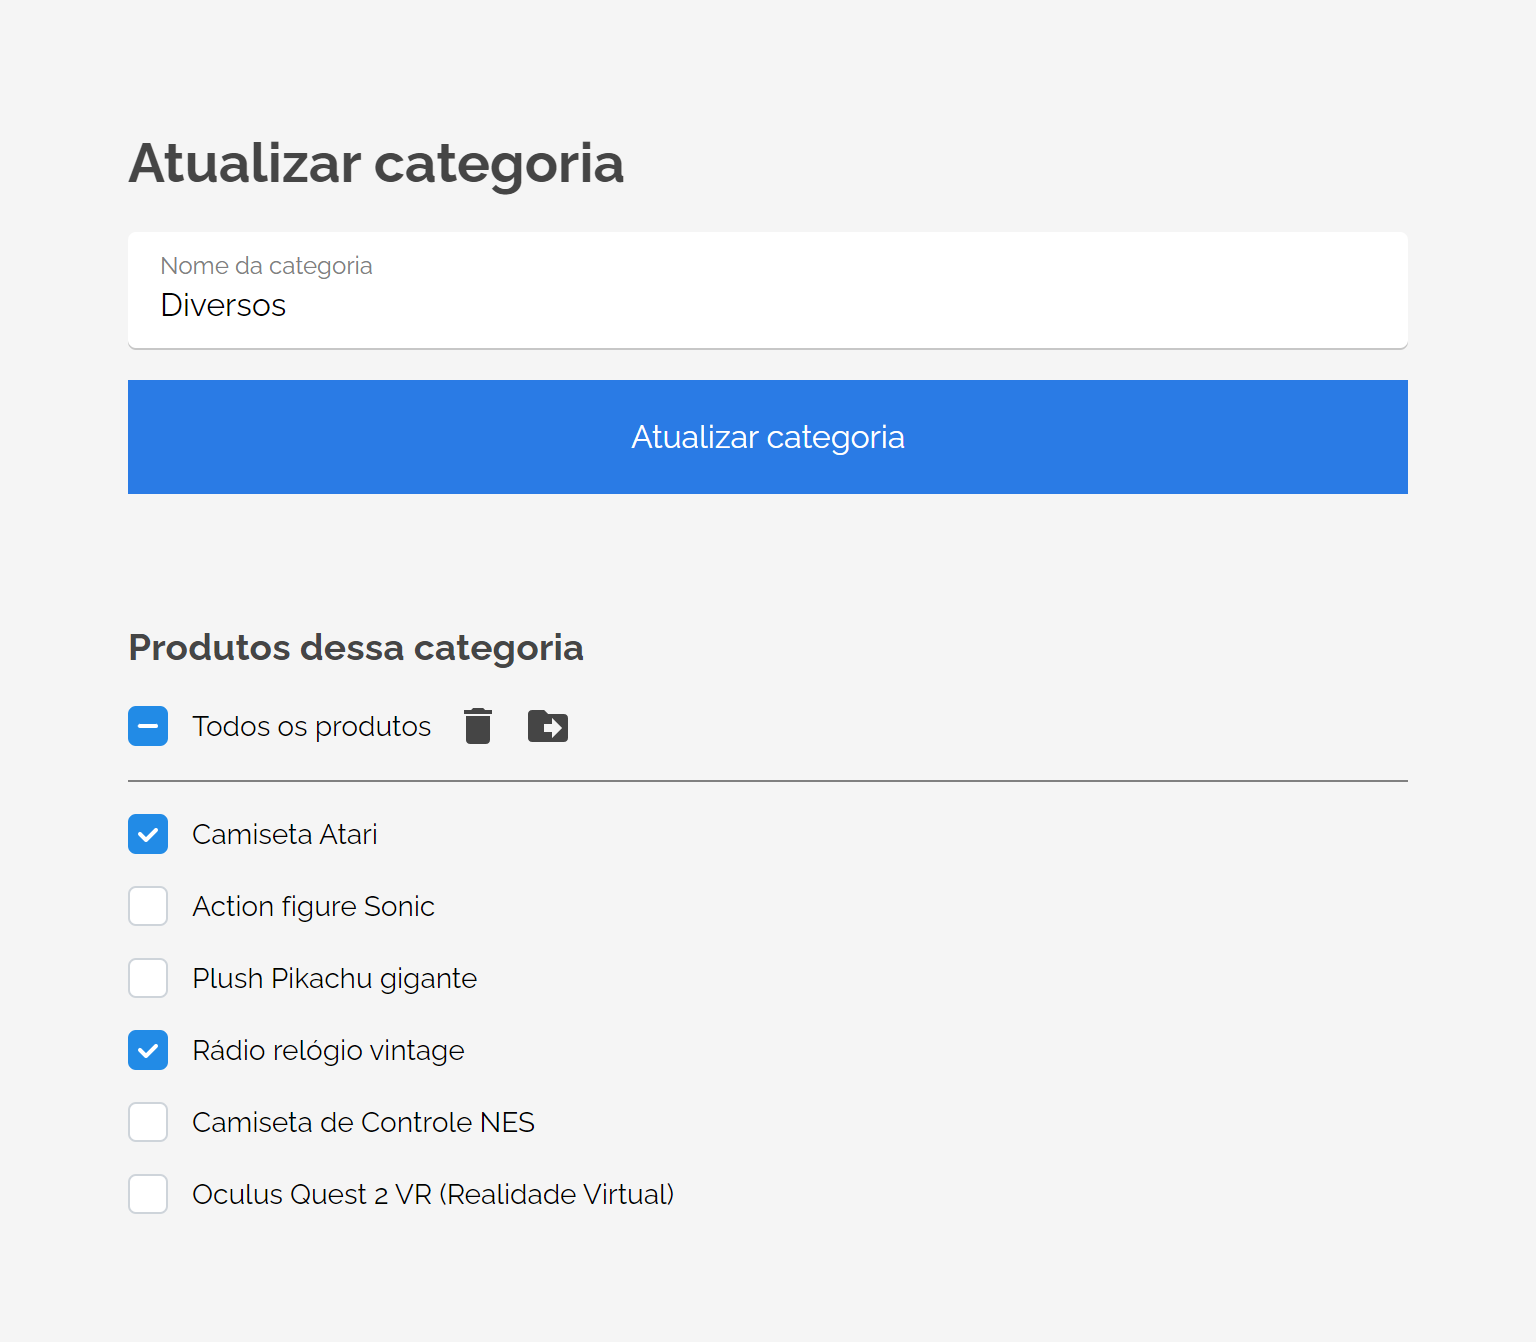 Atualizar categoria
Nome da categoria
Diversos
Atualizar categoria
Produtos dessa categoria
Todos os produtos
Camiseta Atari
Action figure Sonic
Plush Pikachu gigante
Rádio relógio vintage
Camiseta de Controle NES
Oculus Quest 2 VR (Realidade Virtual)